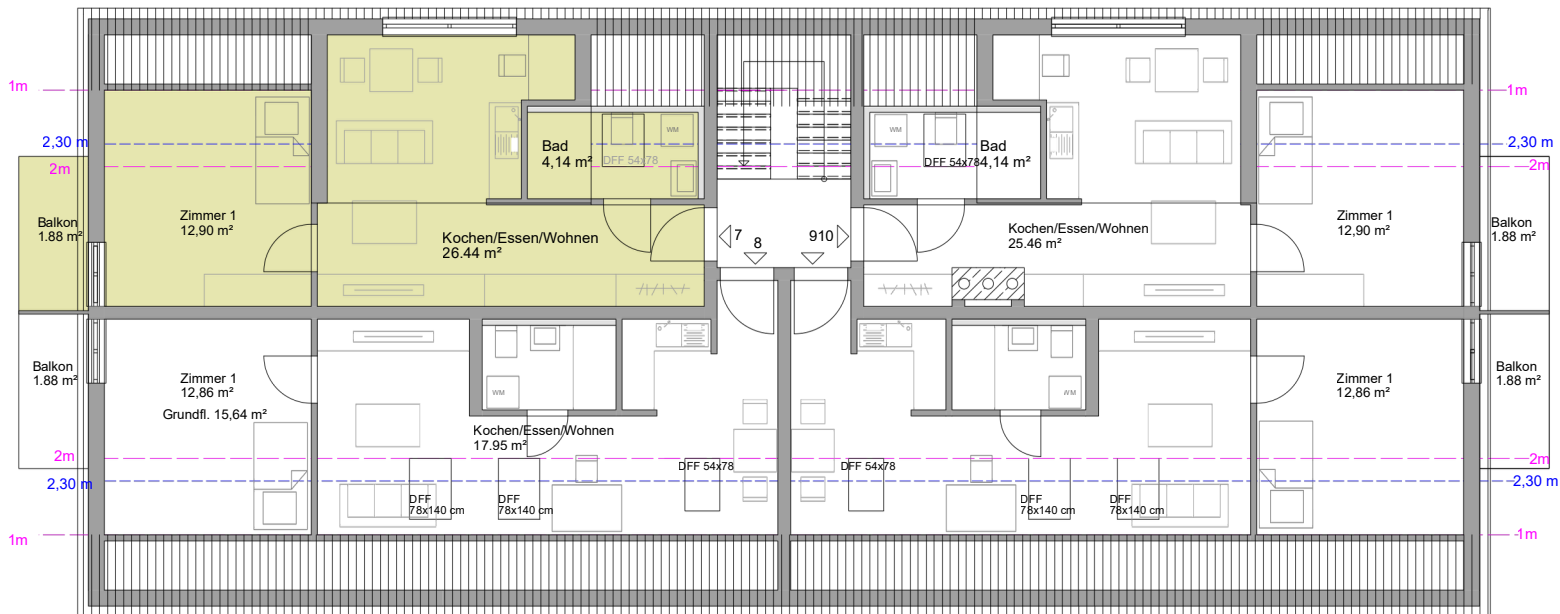 1m
1m
2,30 m
2,30 m
WM
WM
Bad
4,14 m²
DFF 54x78
DFF 54x78
Bad
4,14 m²
2m
2m
Balkon
1.88 m²
Zimmer 1
12,90 m²
Kochen/Essen/Wohnen
26.44 m²
7
8
910
Kochen/Essen/Wohnen
25.46 m²
Zimmer 1
12,90 m²
Balkon
1.88 m²
Balkon
1.88 m²
Zimmer 1
12,86 m²
Grundfl. 15,64 m²
WM
WM
Zimmer 1
12,86 m²
Balkon
1.88 m²
Kochen/Essen/Wohnen
17.95 m²
2m
2m
DFF 54x78
DFF 54x78
2,30 m
2,30 m
DFF
78x140 cm
DFF
78x140 cm
DFF
78x140 cm
DFF
78x140 cm
1m
1m